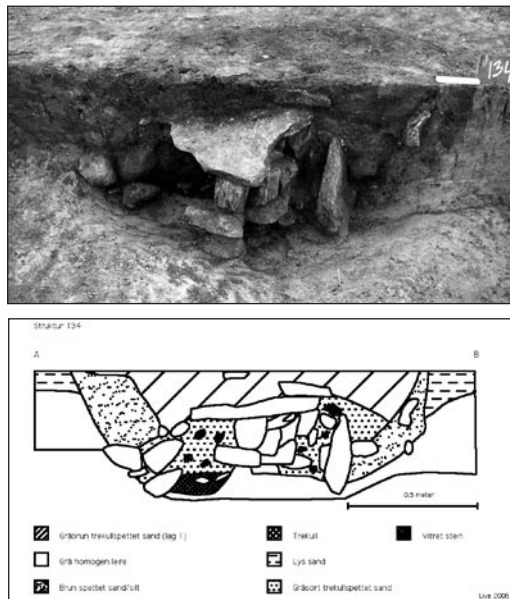 134
Struktur 134
A B
0,5 meter
Gråbrun trekullspettet sand (lag 1) Trekull Vitret stein
Grå homogen leire Lys sand
Brun spettet sand/silt Gråsort trekullspettet sand
Live 2006